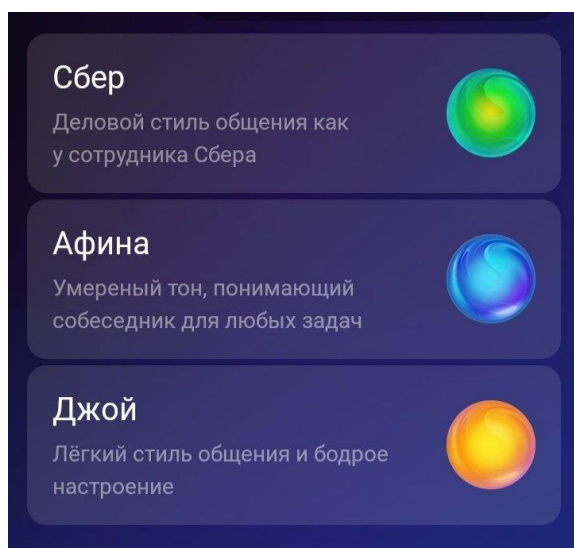 Сбер
Деловой стиль общения как
у сотрудника Сбера
Афина
Умереный тон, понимающий
собеседник для любых задач
Джой
Лёгкий стиль общения и бодрое
настроение